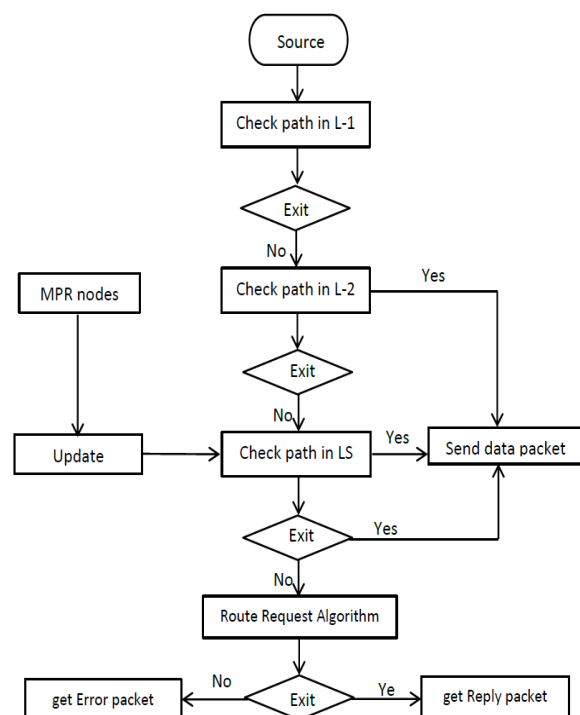 Source
Check path in L-1
Exit
No
Check path in L-2
Yes
MPR nodes
Exit
No
Update
Check path in LS
Yes
Send data packet
Exit
Yes
No
Route Request Algorithm
get Error packet
No
Exit
Ye
get Reply packet